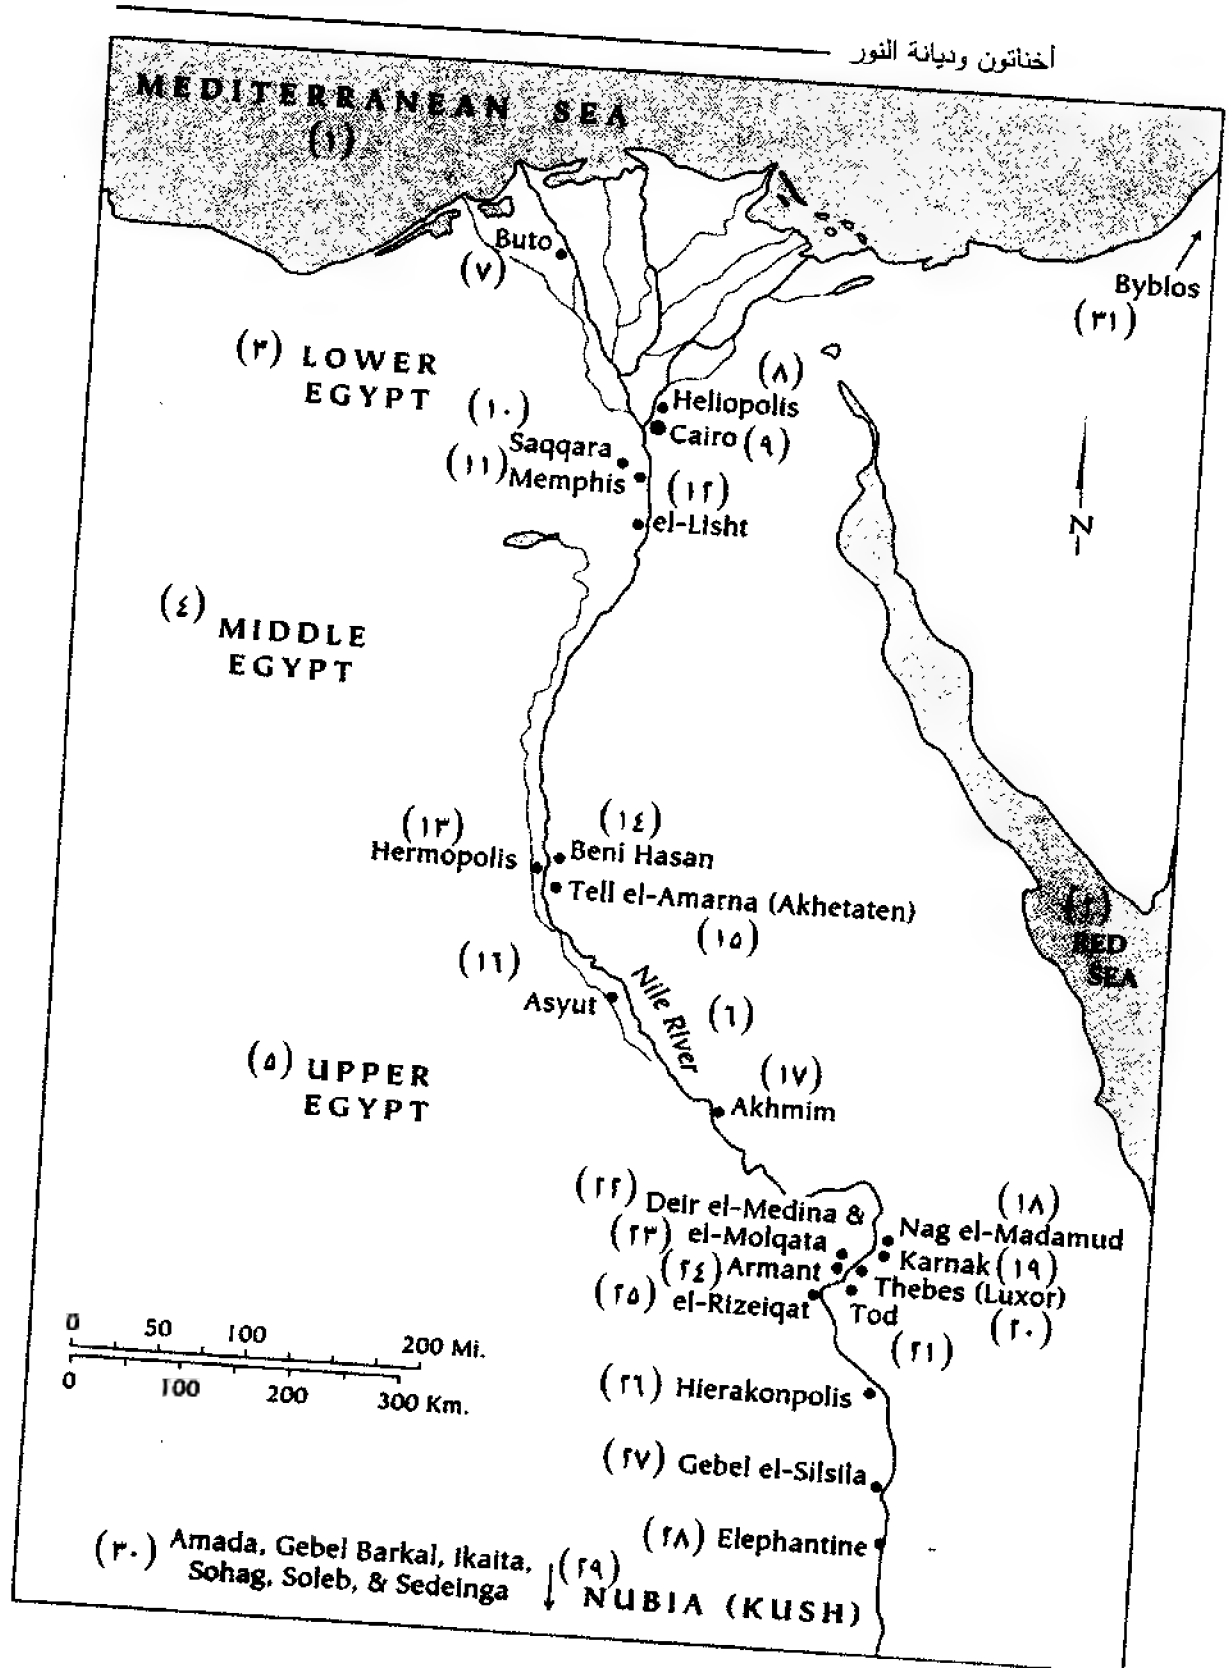 أخناتون وديانة النور
MEDITERRANEAN SEA
(١)
Buto
(٧)
Byblos
(٣١)
(٣) LOWER
EGYPT
(٨)
Heliopolis
(١٠)
Cairo (٩)
Saqqara
(١١) Memphis
(١٢)
el-Lisht
N
(٤)
MIDDLE
EGYPT
(١٣)
Hermopolis
(١٤)
Beni Hasan
Tell el-Amarna (Akhetaten)
(١٥)
(٢)
RED
SEA
(١٦)
Asyut
Nile River
(٦)
(٥) UPPER
EGYPT
(١٧)
Akhmim
(٢٢) Deir el-Medina &
(٢٣) el-Molqata
(١٨)
Nag el-Madamud
(٢٤) Armant
Karnak (١٩)
(٢٥) el-Rizeiqat
Thebes (Luxor)
(٢٠)
Tod
(٢١)
0 50 100 200 Mi.
0 100 200 300 Km.
(٢٦) Hierakonpolis
(٢٧) Gebel el-Silsila
(٢٨) Elephantine
(٣٠) Amada, Gebel Barkal, Ikaita,
Sohag, Soleb, & Sedeinga
(٢٩)
NUBIA (KUSH)